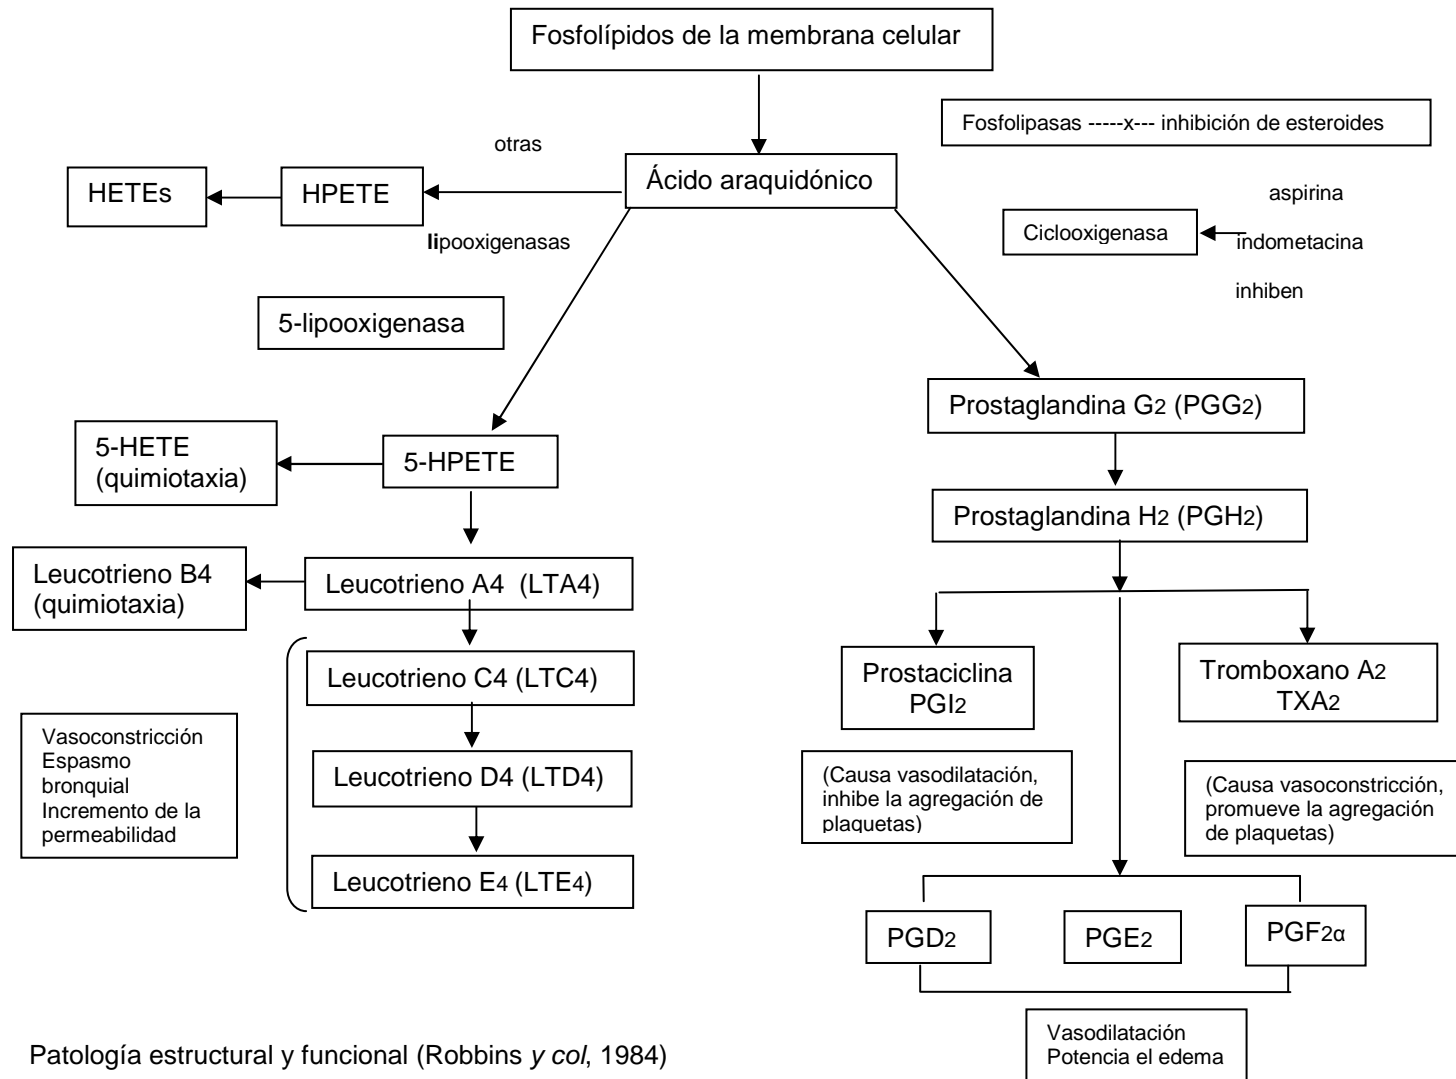 Fosfolípidos de la membrana celular
Fosfolipasas -----x--- inhibición de esteroides
otras
HETEs
HPETE
Ácido araquidónico
aspirina
lipooxigenasas
Ciclooxigenasa
indometacina
inhiben
5-lipooxigenasa
Prostaglandina G2 (PGG2)
5-HETE
(quimiotaxia)
5-HPETE
Prostaglandina H2 (PGH2)
Leucotrieno B4
(quimiotaxia)
Leucotrieno A4 (LTA4)
Leucotrieno C4 (LTC4)
Prostaciclina
PGI2
Tromboxano A2
TXA2
Vasoconstricción
Espasmo
bronquial
Incremento de la
permeabilidad
Leucotrieno D4 (LTD4)
(Causa vasodilatación,
inhibe la agregación de
plaquetas)
(Causa vasoconstricción,
promueve la agregación
de plaquetas)
Leucotrieno E4 (LTE4)
PGD2
PGE2
PGF2α
Vasodilatación
Potencia el edema
Patología estructural y funcional (Robbins y col, 1984)